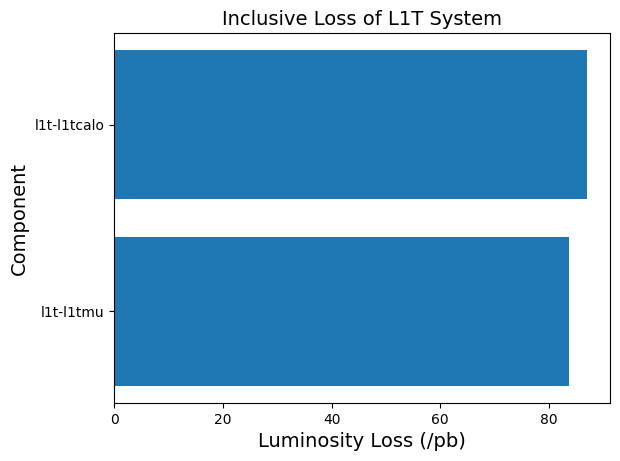 Inclusive Loss of L1T System
l1t-l1tcalo
Component
l1t-l1tmu
0 20 40 60 80
Luminosity Loss (/pb)